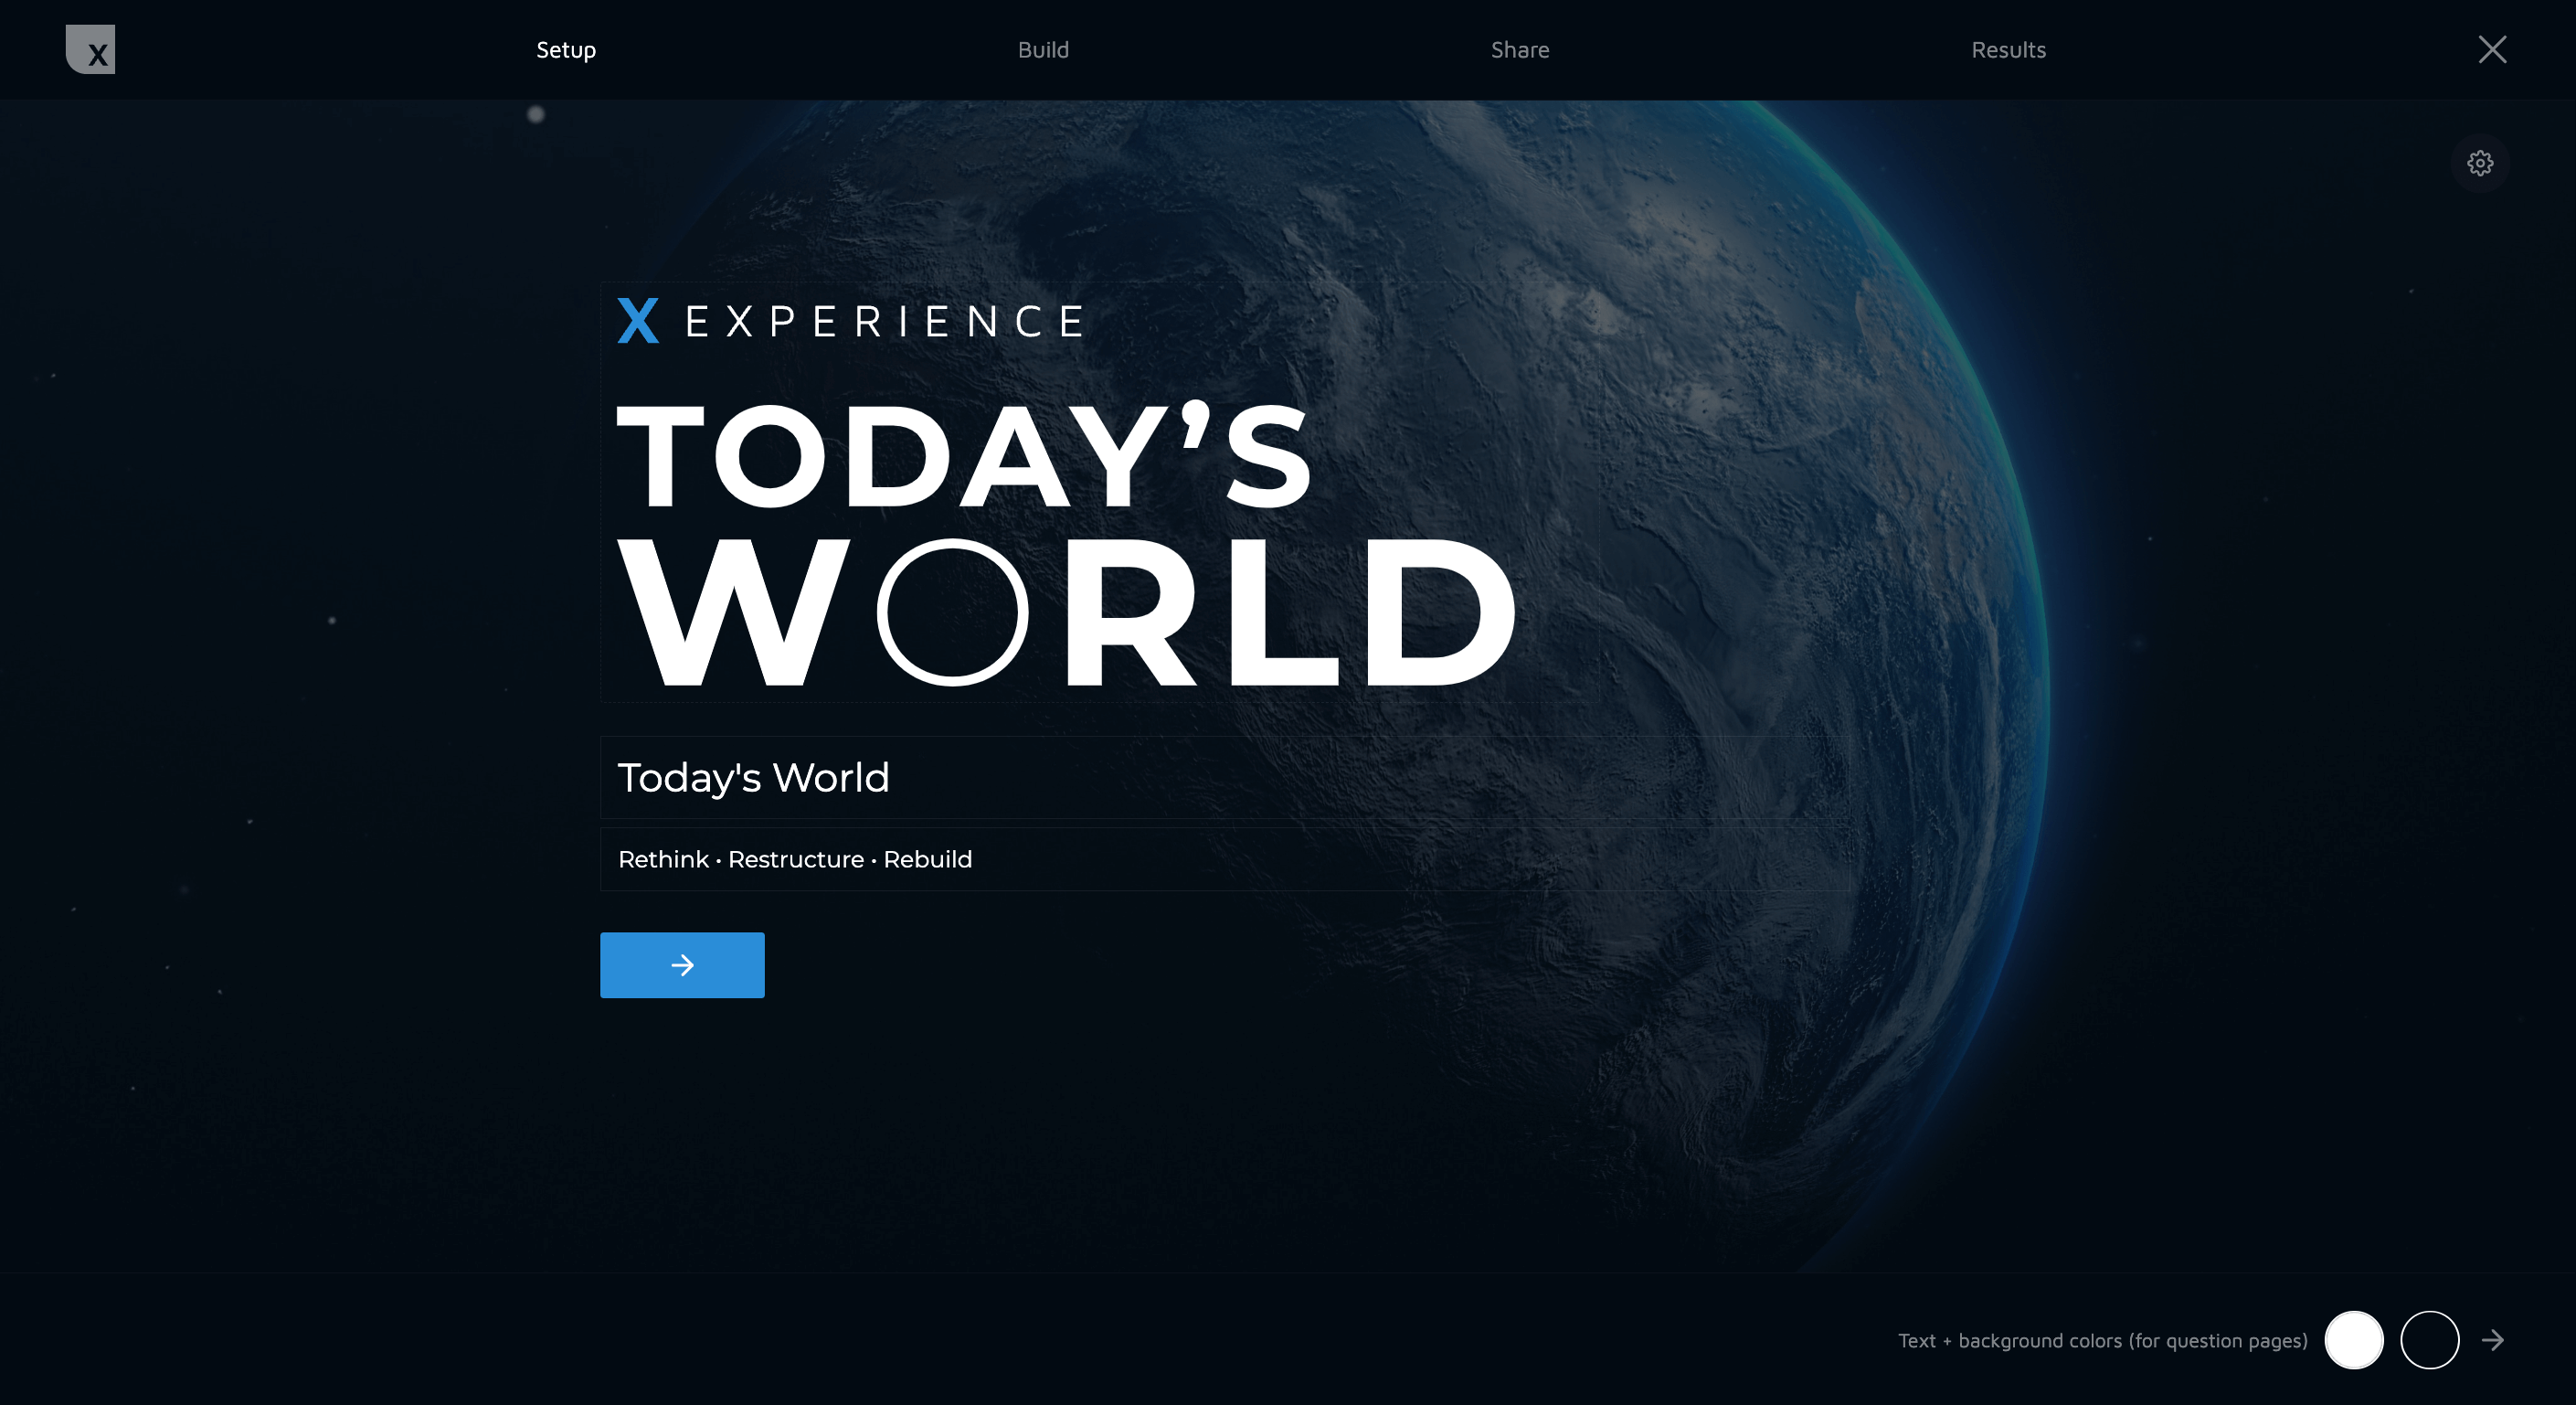 X
Setup
Build
Share
Results
X EXPERIENCE
TODAY’S
WORLD
Today's World
Rethink • Restructure • Rebuild
Text + background colors (for question pages)